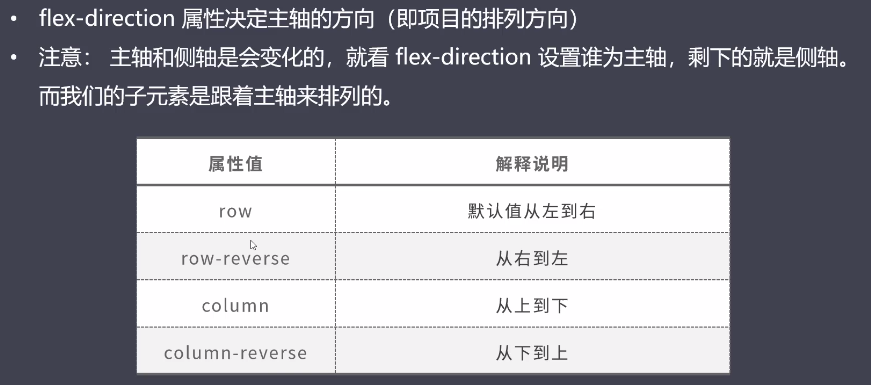 • flex-direction 属性决定主轴的方向（即项目的排列方向）
• 注意： 主轴和侧轴是会变化的，就看 flex-direction 设置谁为主轴，剩下的就是侧轴。
而我们的子元素是跟着主轴来排列的。
属性值 解释说明
row 默认值从左到右
row-reverse 从右到左
column 从上到下
column-reverse 从下到上